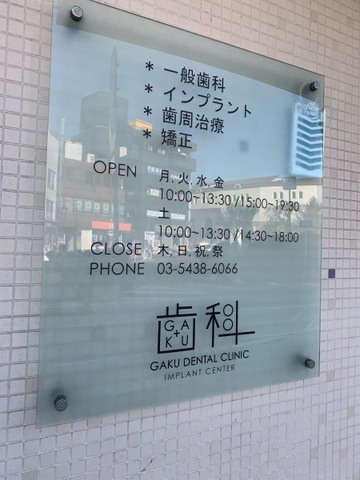 * 一般歯科
* インプラント
* 歯周治療
* 矯正
OPEN 月,火,水,金
10:00~13:30/15:00~19:30
土
10:00~13:30/14:30~18:00
CLOSE 木,日,祝,祭
PHONE 03-5438-6066
GA+KU 歯科
GAKU DENTAL CLINIC
IMPLANT CENTER